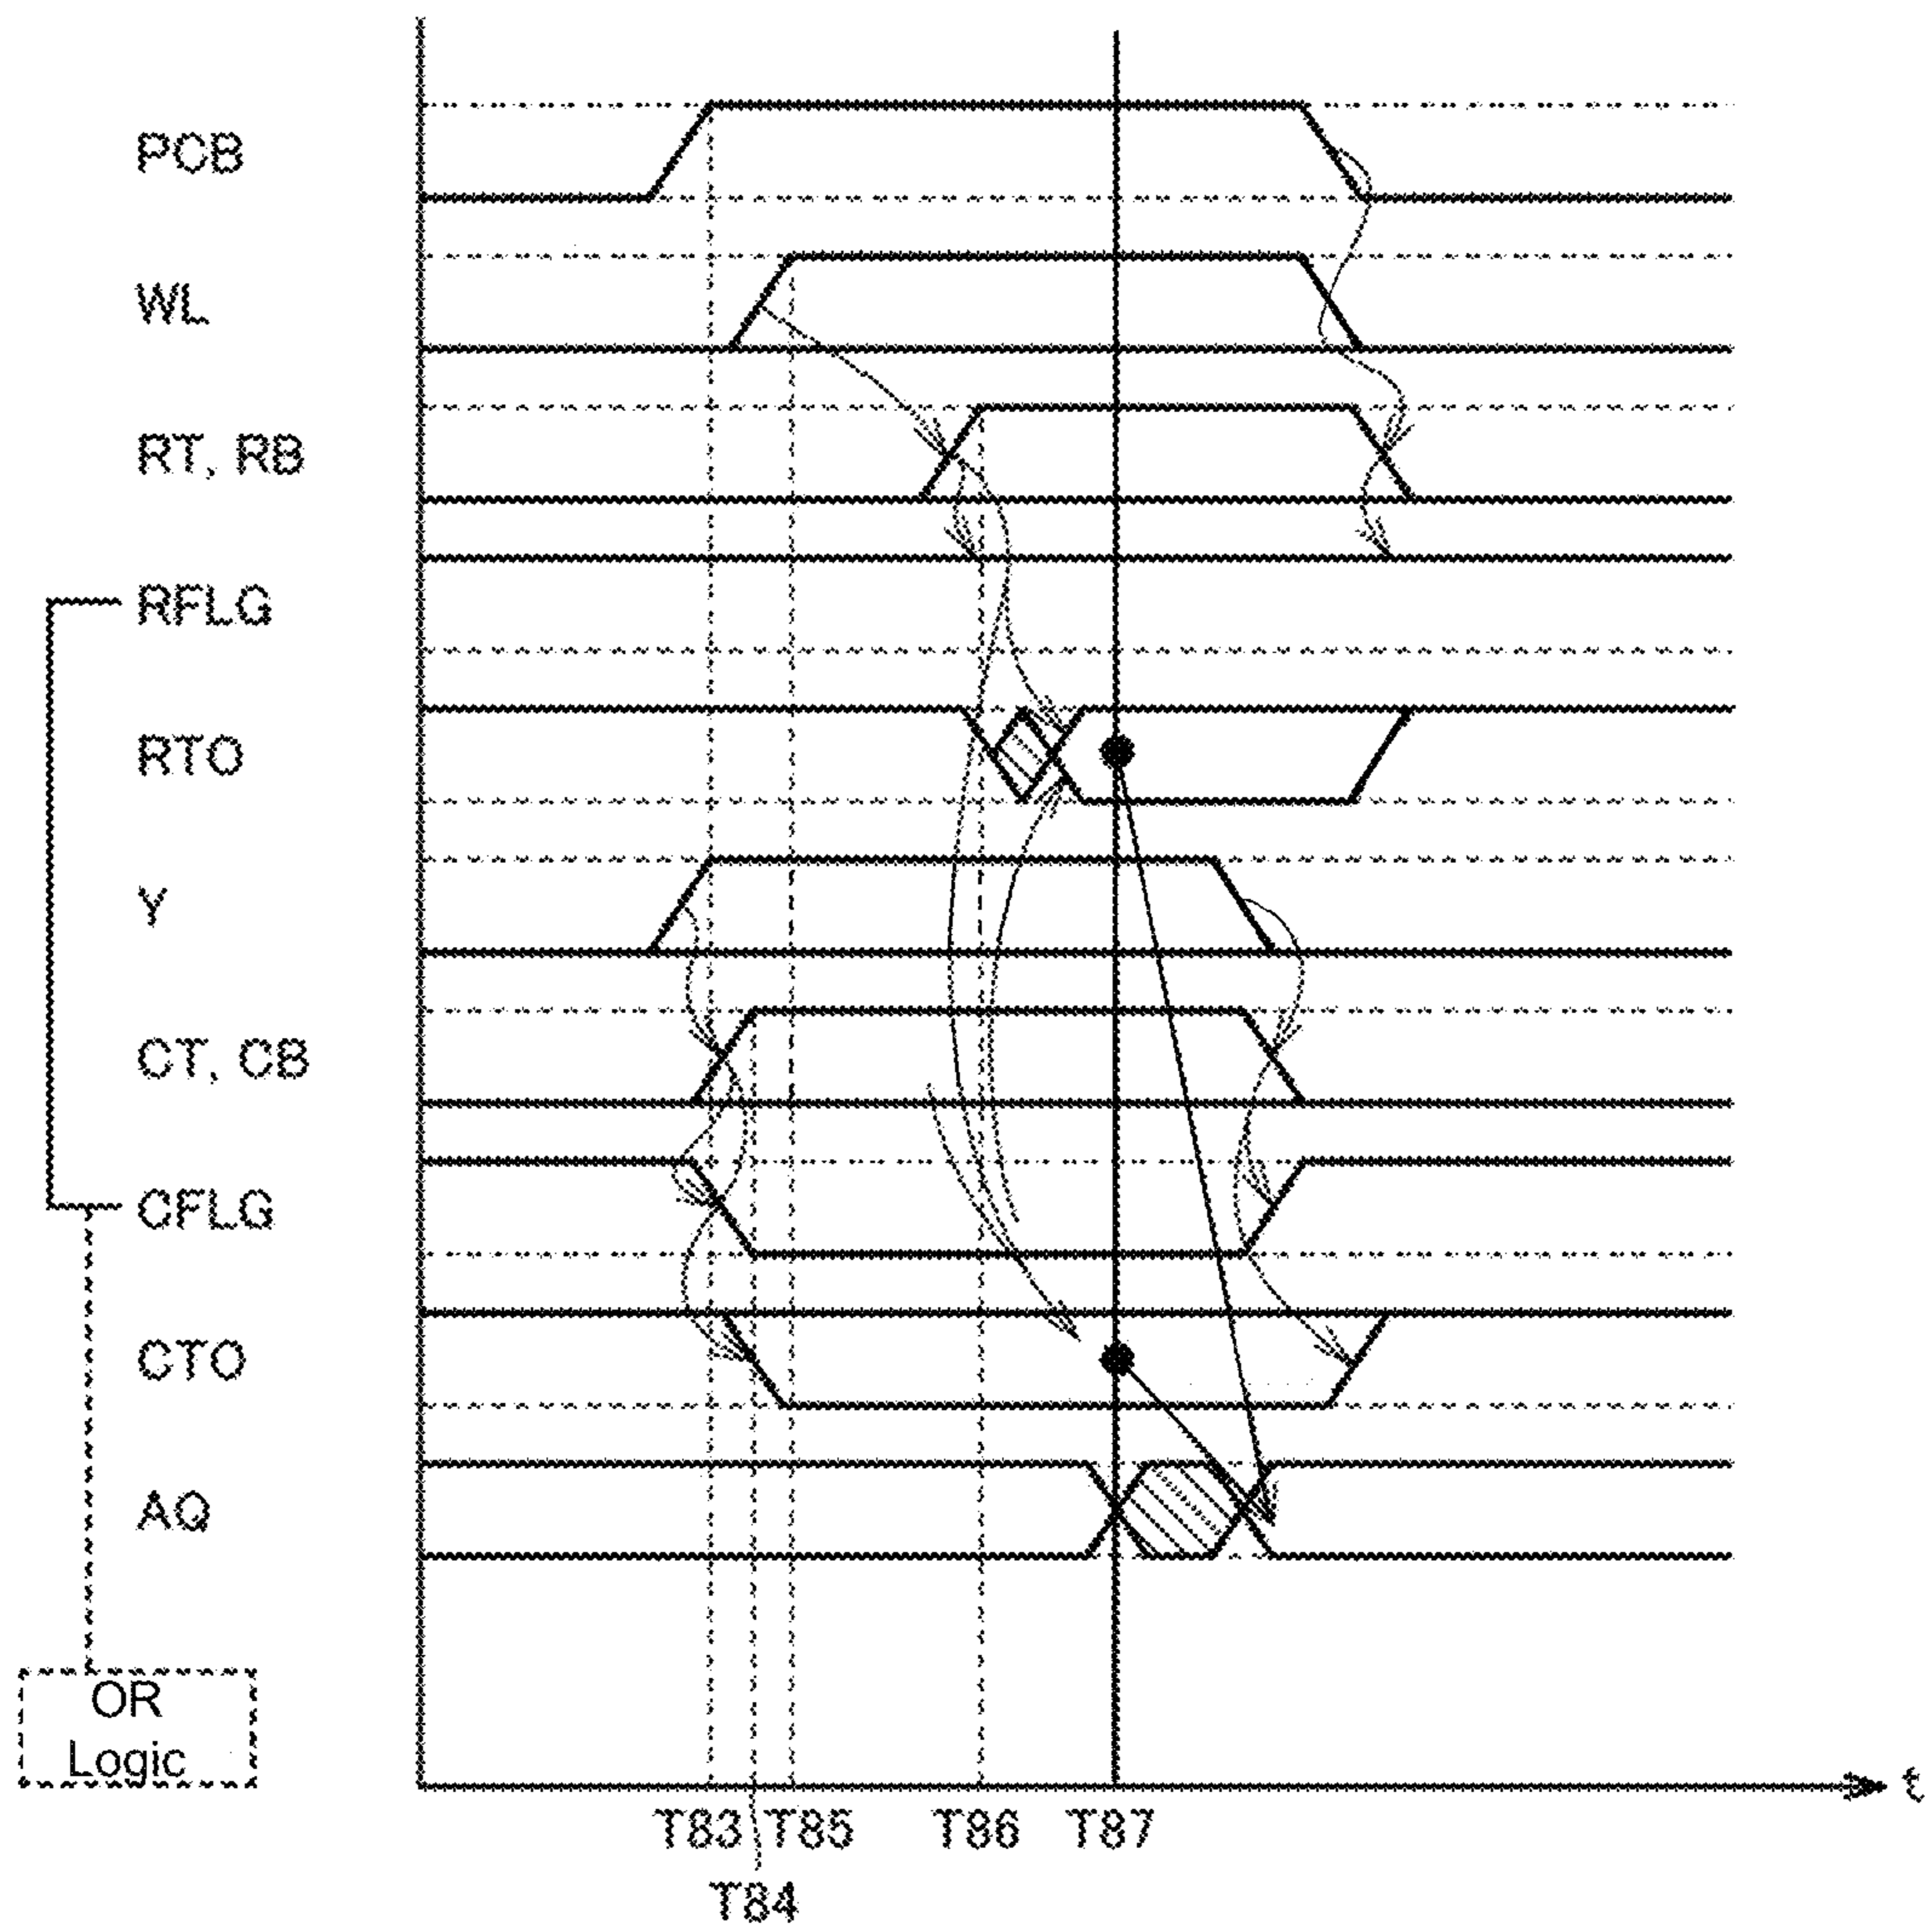 PCB
WL
RT, RB
RFLG
RTO
Y
CT, CB
CFLG
CTO
AQ
OR
Logic
t
T83 T85 T86 T87
T84